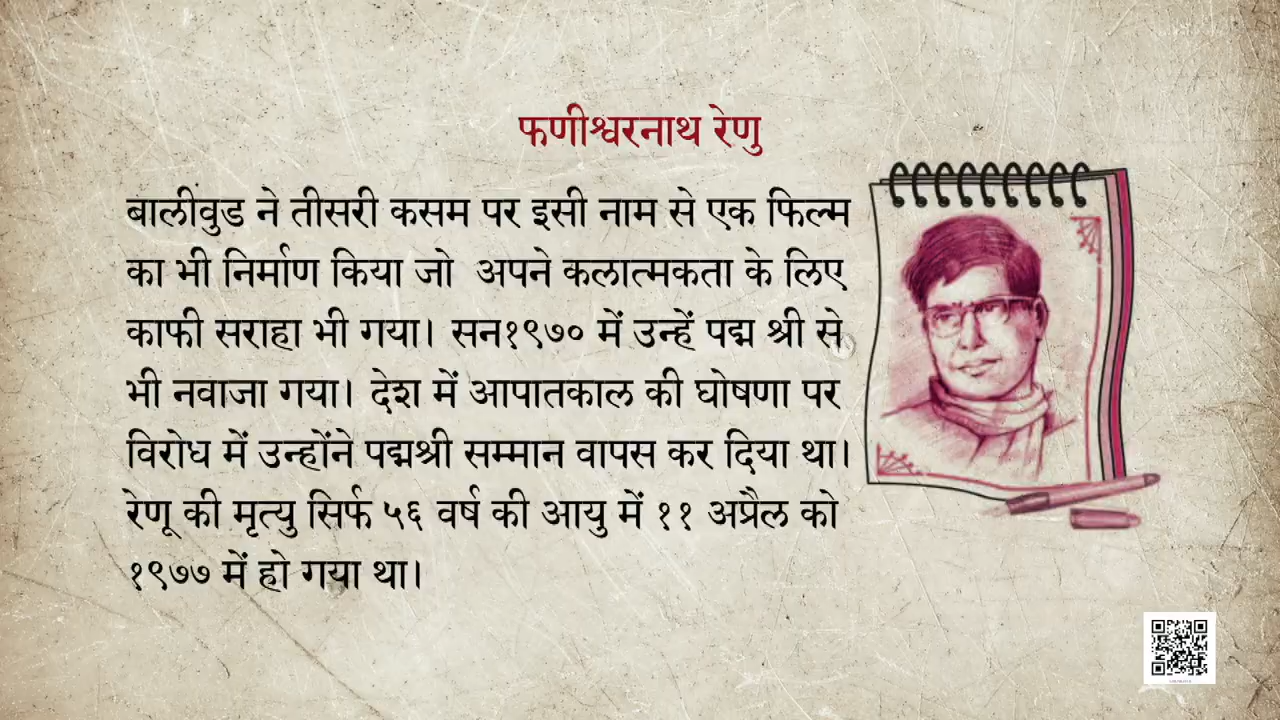 फणीश्वरनाथ रेणु
बालींवुड ने तीसरी कसम पर इसी नाम से एक फिल्म
का भी निर्माण किया जो अपने कलात्मकता के लिए
काफी सराहा भी गया। सन१९७० में उन्हें पद्म श्री से
भी नवाजा गया। देश में आपातकाल की घोषणा पर
विरोध में उन्होंने पद्मश्री सम्मान वापस कर दिया था।
रेणू की मृत्यु सिर्फ ५६ वर्ष की आयु में ११ अप्रैल को
१९७७ में हो गया था।